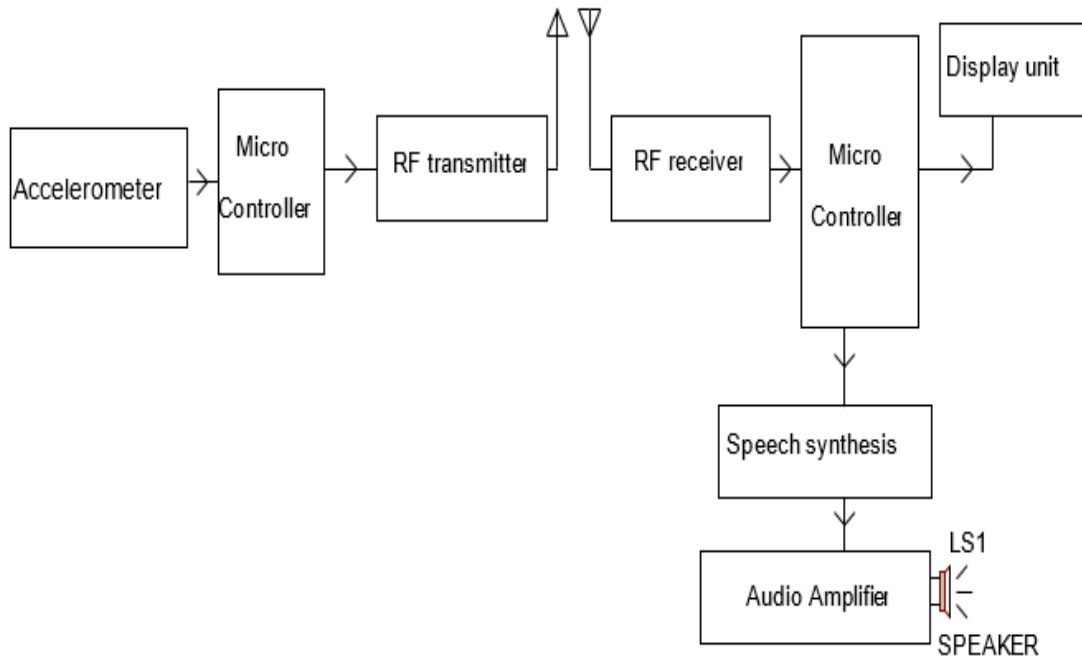 Accelerometer
Micro
Controller
RF transmitter
RF receiver
Micro
Controller
Display unit
Speech synthesis
Audio Amplifier
LS1
SPEAKER